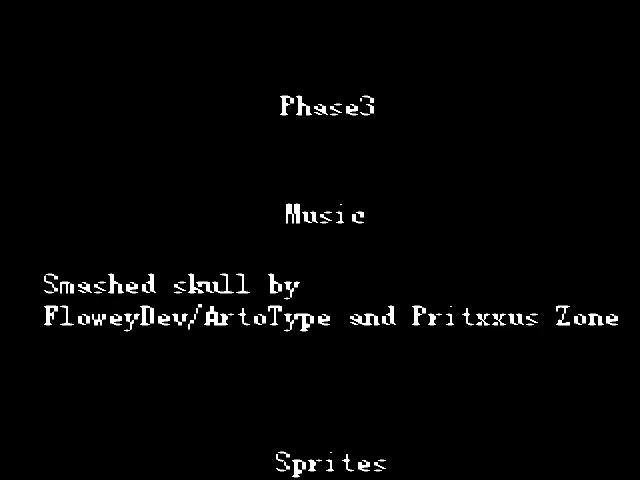 Phase3
Music
Smashed skull by
FloweyDev/ArtoType and Pritxxus Zone
Sprites